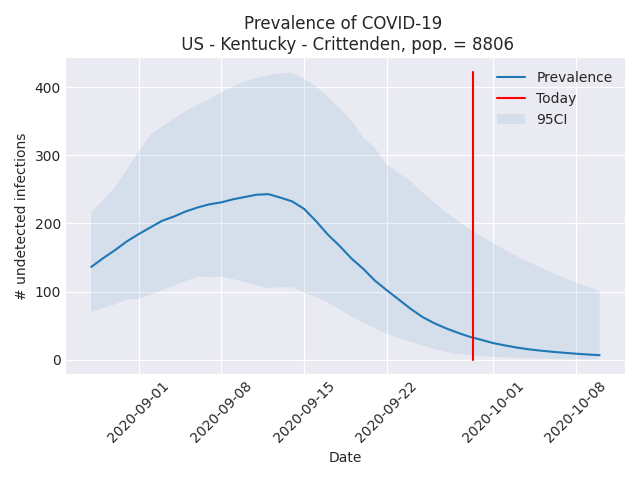 Prevalence of COVID-19
US - Kentucky - Crittenden, pop. = 8806
Prevalence
Today
95CI
400
300
200
100
0
# undetected infections
2020-09-01
2020-09-08
2020-09-15
2020-09-22
2020-10-01
2020-10-08
Date